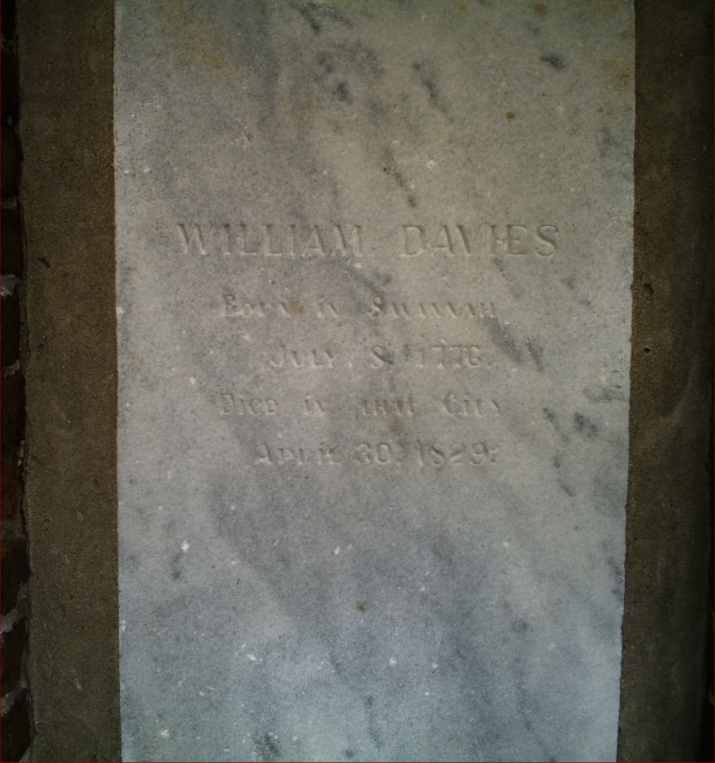 WILLIAM DAVIES
Born in Savannah
July 8. 1776.
Died in that City
April 30. 1829.